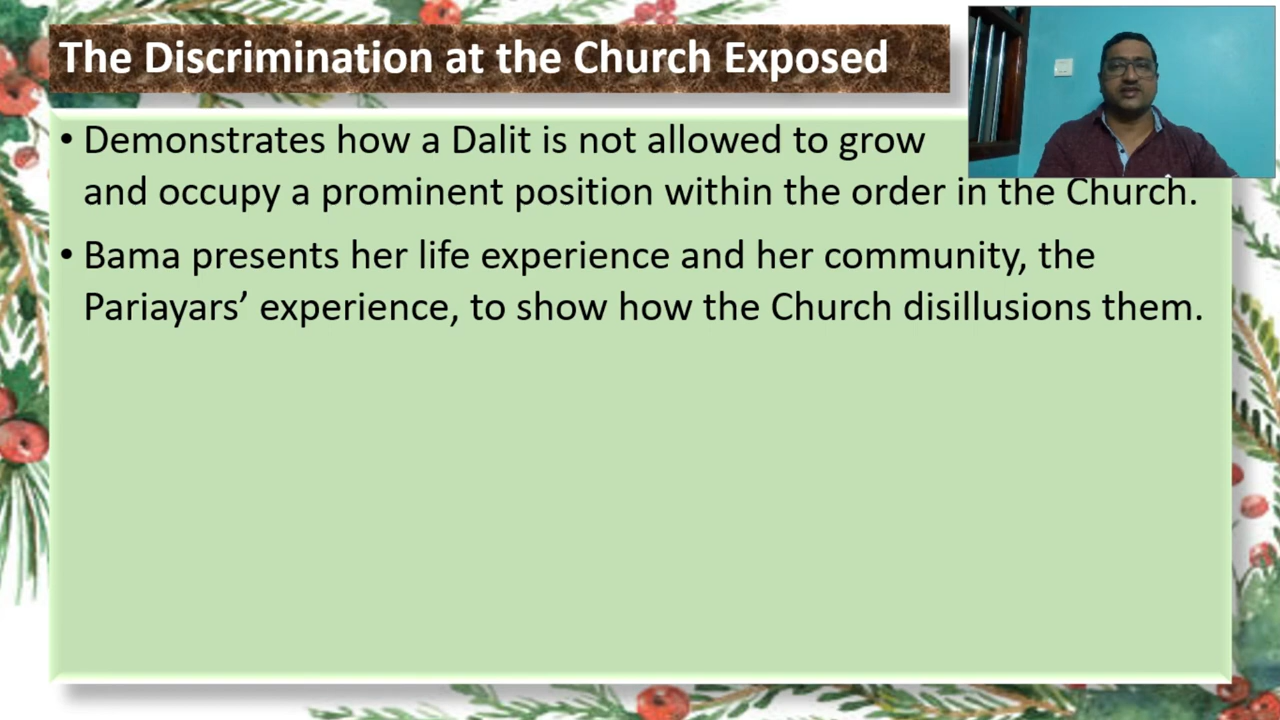 The Discrimination at the Church Exposed
• Demonstrates how a Dalit is not allowed to grow
and occupy a prominent position within the order in the Church.
• Bama presents her life experience and her community, the
Pariayars’ experience, to show how the Church disillusions them.